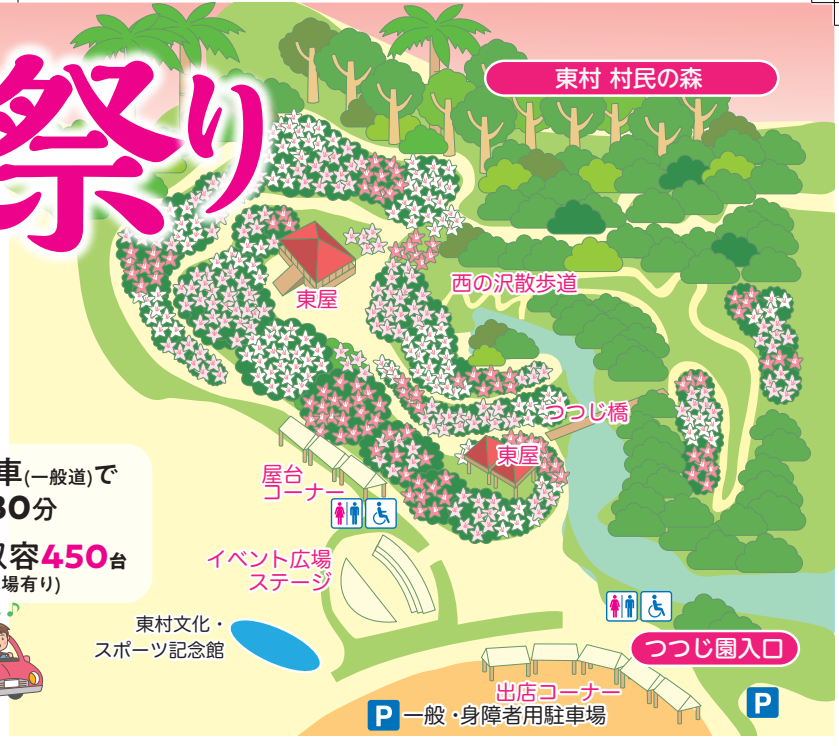 祭り
東村 村民の森
西の沢散歩道
東屋
つつじ橋
東屋
車(一般道)で
30分
収容450台
場有り)
屋台
コーナー
イベント広場
ステージ
東村文化・
スポーツ記念館
つつじ園入口
出店コーナー
P 一般・身障者用駐車場
P